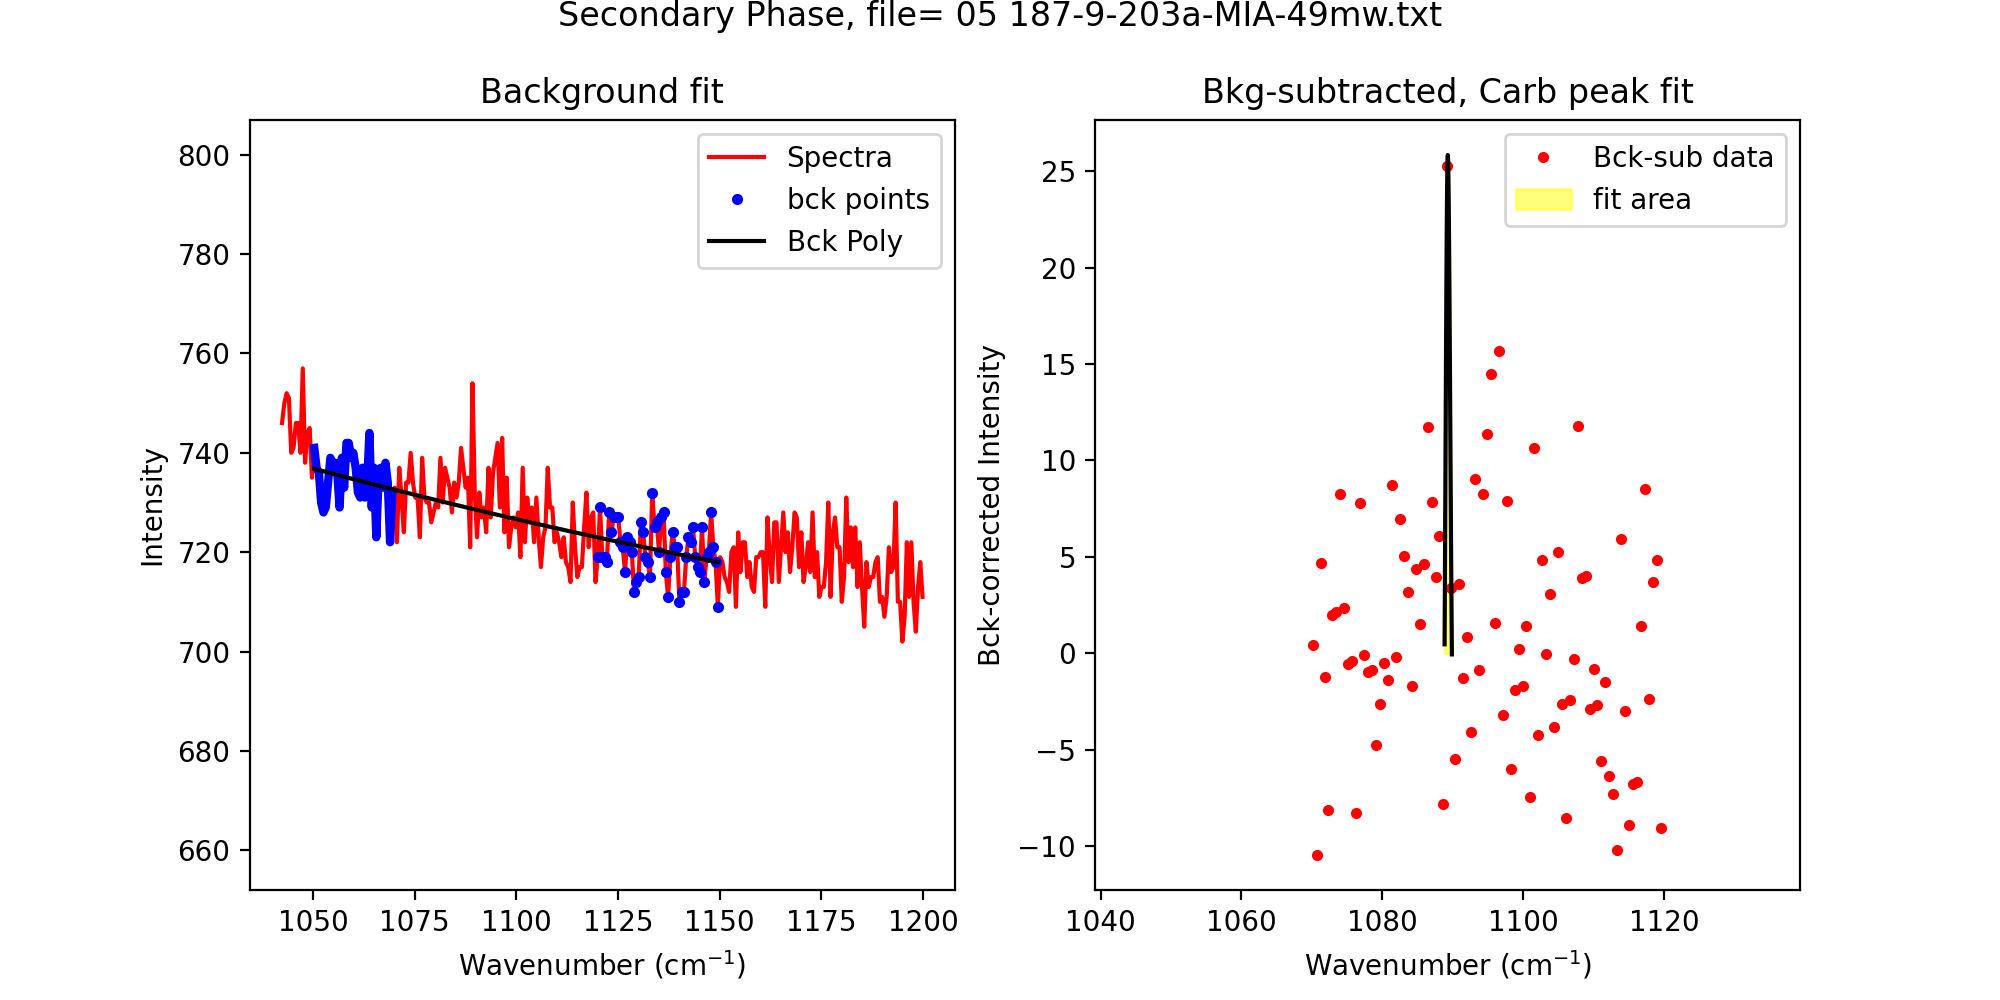 Secondary Phase, file= 05 187-9-203a-MIA-49mw.txt
Background fit
Spectra
bck points
Bck Poly
Intensity
800
780
760
740
720
700
680
660
1050 1075 1100 1125 1150 1175 1200
Wavenumber (cm⁻¹)
Bkg-subtracted, Carb peak fit
Bck-sub data
fit area
Bck-corrected Intensity
25
20
15
10
5
0
−5
−10
1040 1060 1080 1100 1120
Wavenumber (cm⁻¹)